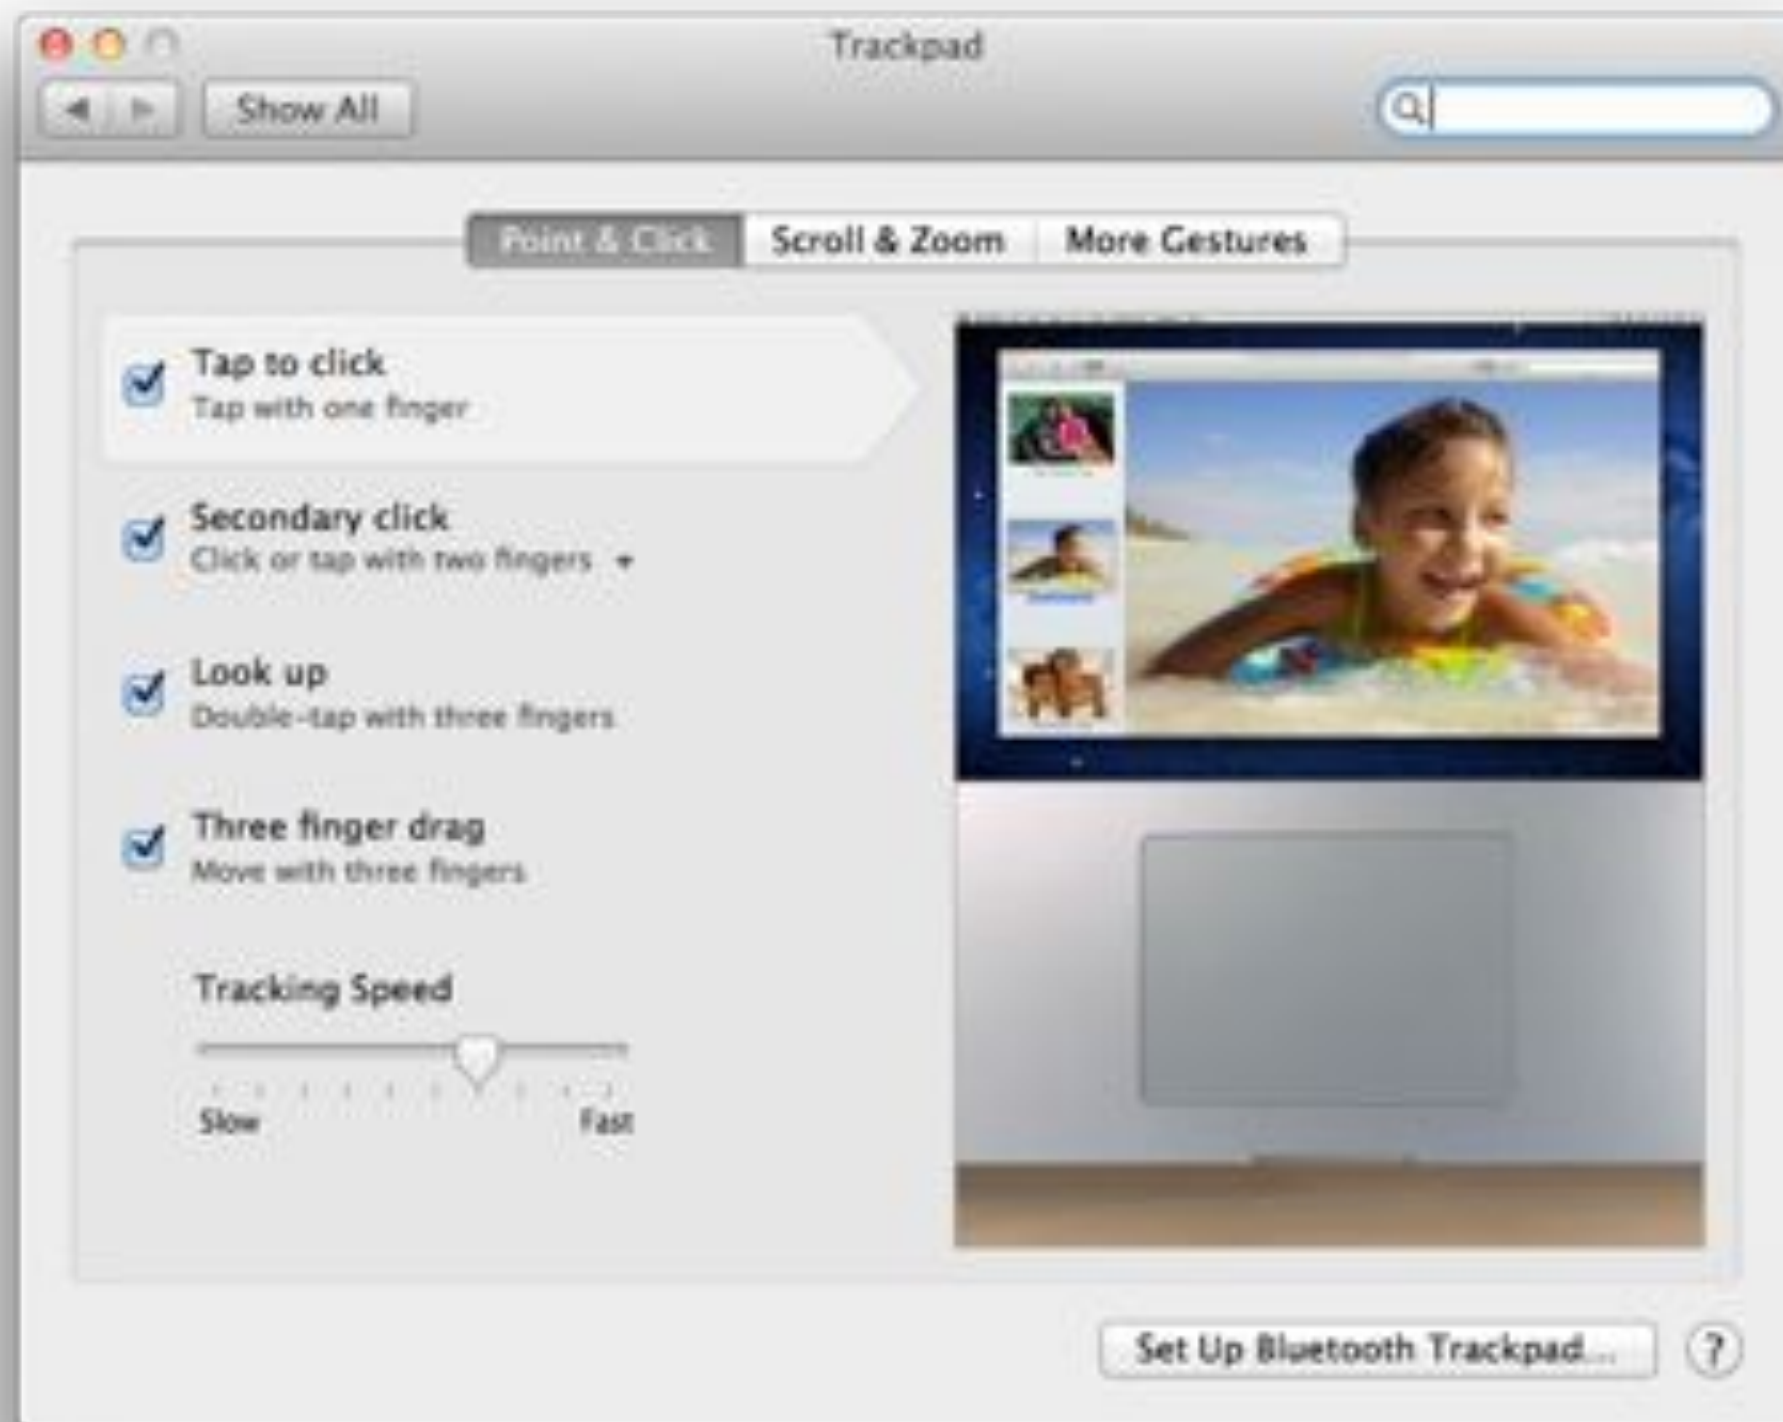 Trackpad
Show All
Point & Click
Scroll & Zoom
More Gestures
Tap to click
Tap with one finger
Secondary click
Click or tap with two fingers
Look up
Double-tap with three fingers
Three finger drag
Move with three fingers
Tracking Speed
Slow
Fast
Set Up Bluetooth Trackpad...
?